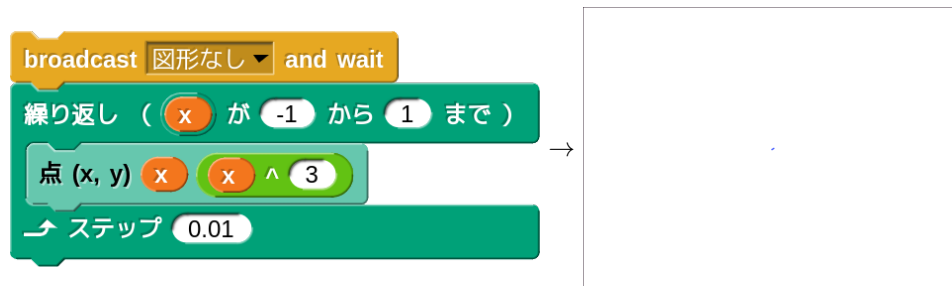 broadcast 図形なし and wait
繰り返し ( x が -1 から 1 まで )
点 (x, y) x x ^ 3
ステップ 0.01